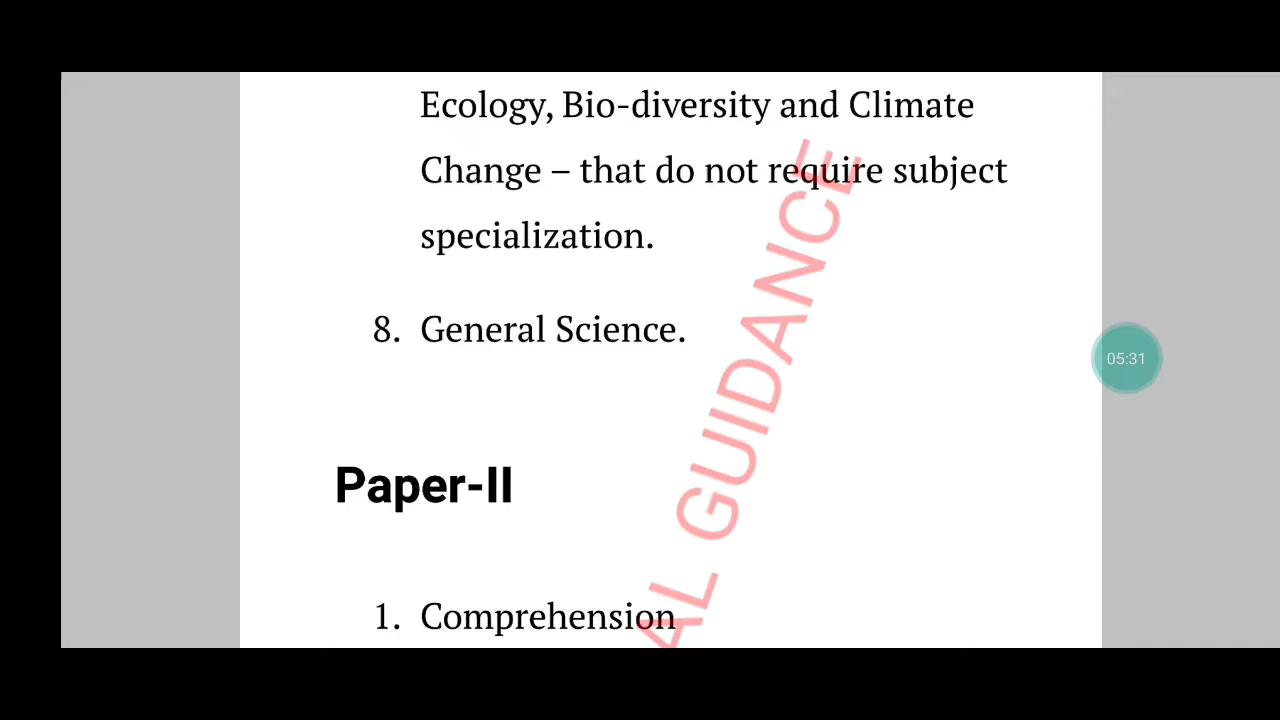 Ecology, Bio-diversity and Climate
Change – that do not require subject
specialization.
8. General Science.
05:31
Paper-II
1. Comprehension
AL GUIDANCE